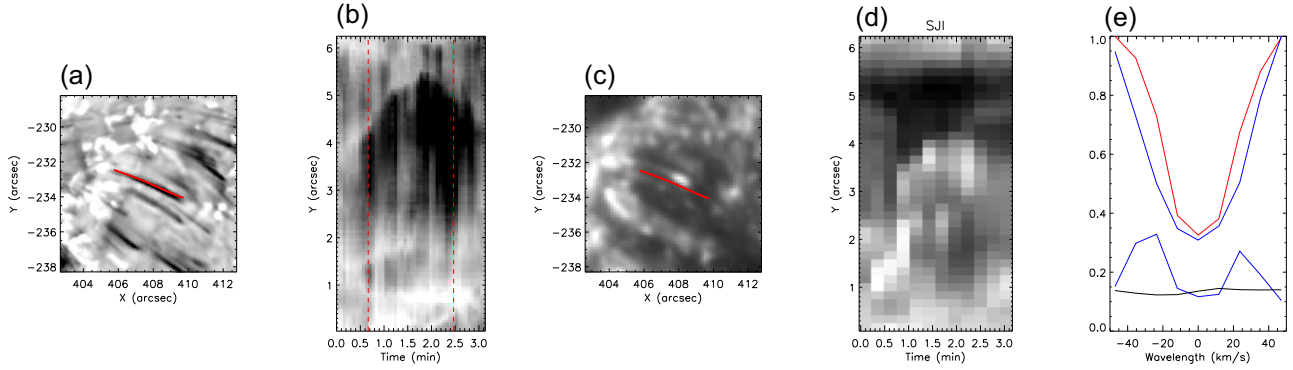 (a)
Y (arcsec)
-230
-232
-234
-236
-238
404 406 408 410 412
X (arcsec)
(b)
Y (arcsec)
6
5
4
3
2
1
0.0 0.5 1.0 1.5 2.0 2.5 3.0
Time (min)
(c)
Y (arcsec)
-230
-232
-234
-236
-238
404 406 408 410 412
X (arcsec)
(d)
SJI
Y (arcsec)
6
5
4
3
2
1
0.0 0.5 1.0 1.5 2.0 2.5 3.0
Time (min)
(e)
1.0
0.8
0.6
0.4
0.2
0.0
-40 -20 0 20 40
Wavelength (km/s)